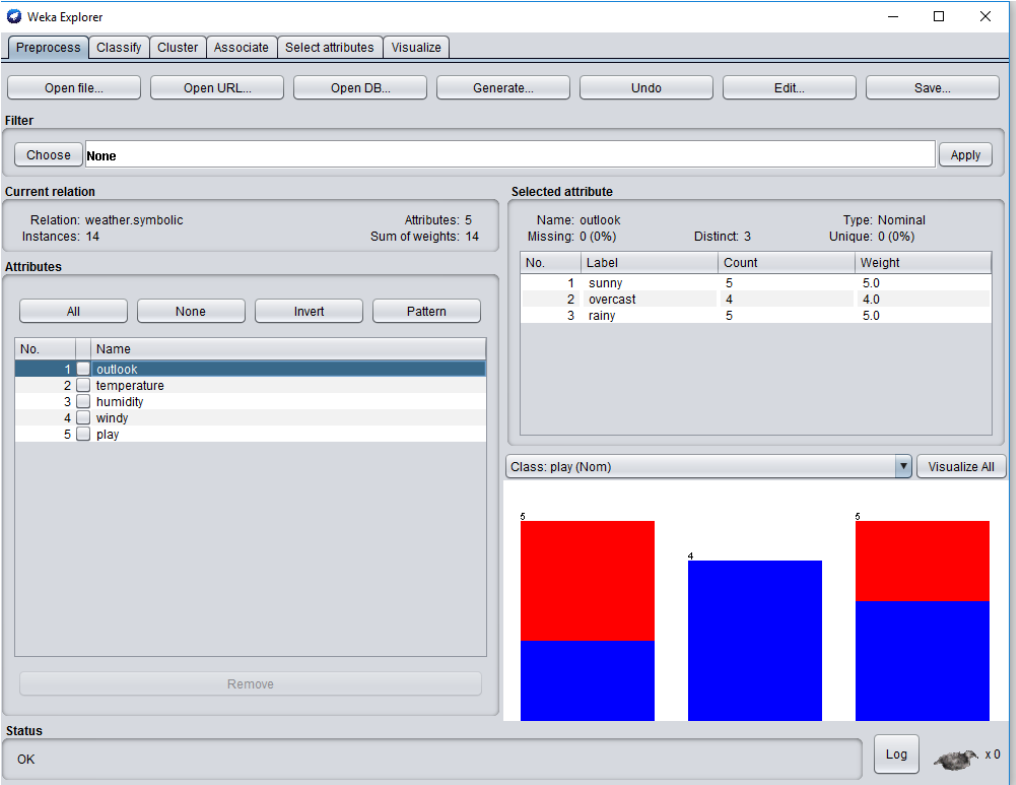 Weka Explorer
Preprocess Classify Cluster Associate Select attributes Visualize
Open file... Open URL... Open DB... Generate... Undo Edit... Save...
Filter
Choose None Apply
Current relation
Relation: weather.symbolic Attributes: 5
Instances: 14 Sum of weights: 14
Attributes
All None Invert Pattern
No. Name
1 outlook
2 temperature
3 humidity
4 windy
5 play
Remove
Selected attribute
Name: outlook Type: Nominal
Missing: 0 (0%) Distinct: 3 Unique: 0 (0%)
No. Label Count Weight
1 sunny 5 5.0
2 overcast 4 4.0
3 rainy 5 5.0
Class: play (Nom) Visualize All
5 4 5
Status
OK Log x 0